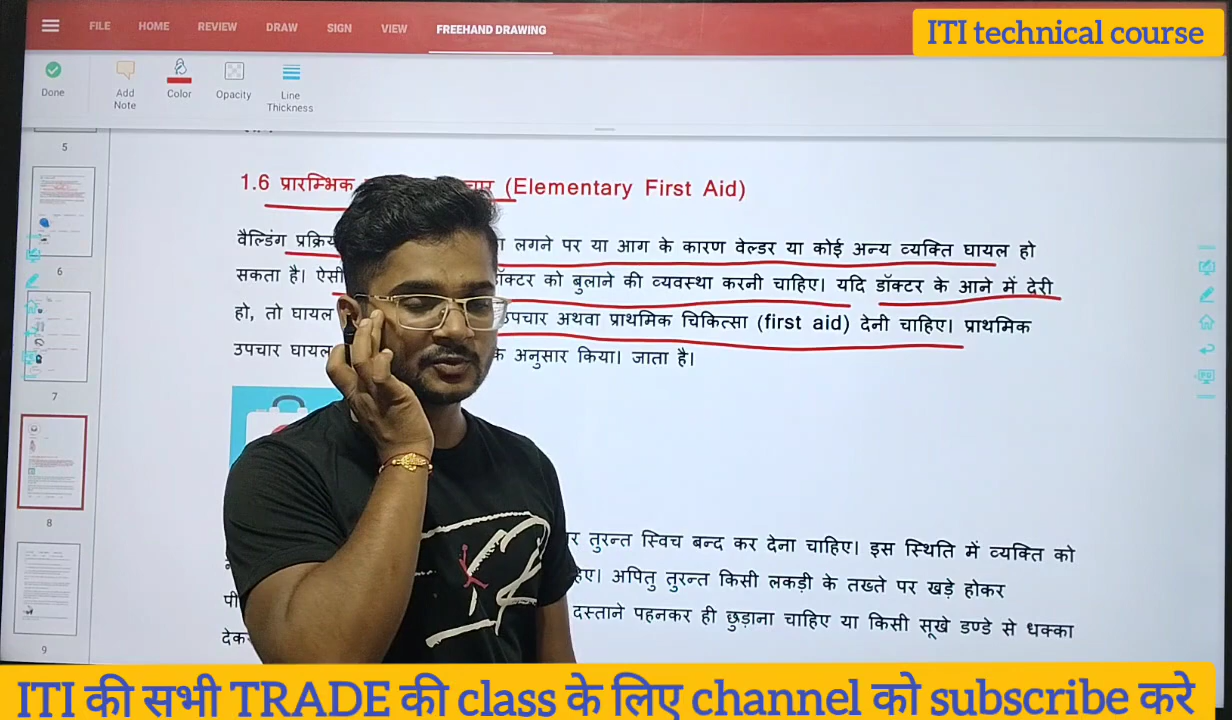 ITI technical course
FILE HOME REVIEW DRAW SIGN VIEW FREEHAND DRAWING
Done Add Note Color Opacity Line Thickness
5
1.6 प्रारम्भिक (Elementary First Aid)
वैल्डिंग लगने पर या आग के कारण वेल्डर या कोई अन्य व्यक्ति घायल हो
सकता है। डॉक्टर को बुलाने की व्यवस्था करनी चाहिए। यदि डॉक्टर के आने में देरी
हो, तो घायल उपचार अथवा प्राथमिक चिकित्सा (first aid) देनी चाहिए। प्राथमिक
उपचार घायल के अनुसार किया। जाता है।
6
7
8
9
तुरन्त स्विच बन्द कर देना चाहिए। इस स्थिति में व्यक्ति को
अपितु तुरन्त किसी लकड़ी के तख्ते पर खड़े होकर
दस्ताने पहनकर ही छुड़ाना चाहिए या किसी सूखे डण्डे से धक्का
ITI की सभी TRADE की class के लिए channel को subscribe करे